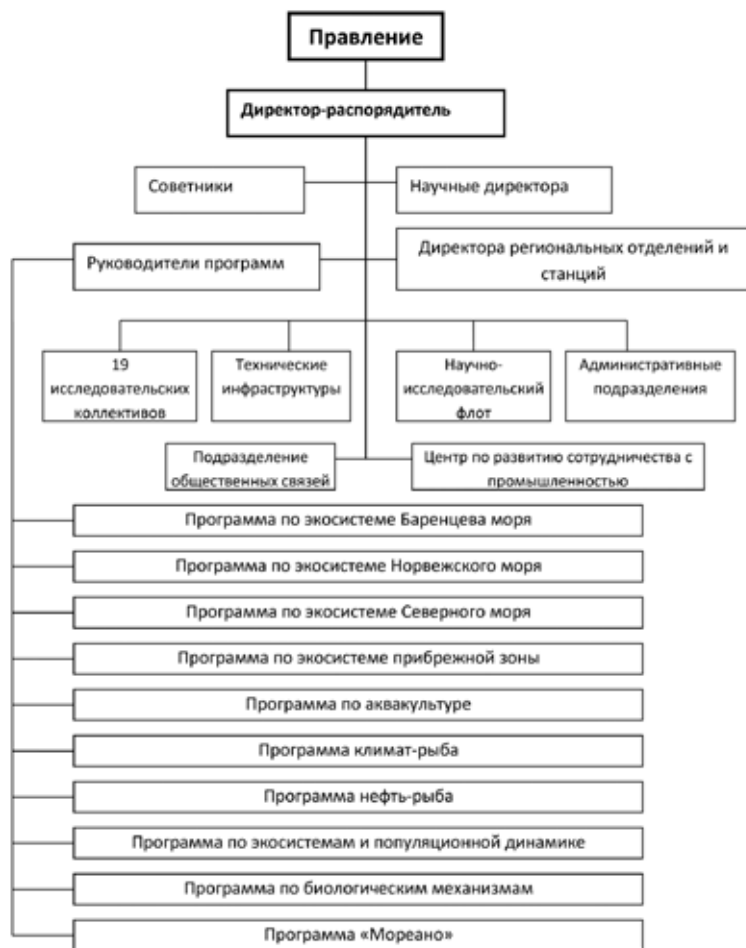 Правление
Директор-распорядитель
Советники
Научные директора
Руководители программ
Директора региональных отделений и
станций
19
исследовательских
коллективов
Технические
инфраструктуры
Научно-
исследовательский
флот
Административные
подразделения
Подразделение
общественных связей
Центр по развитию сотрудничества с
промышленностью
Программа по экосистеме Баренцева моря
Программа по экосистеме Норвежского моря
Программа по экосистеме Северного моря
Программа по экосистеме прибрежной зоны
Программа по аквакультуре
Программа климат-рыба
Программа нефть-рыба
Программа по экосистемам и популяционной динамике
Программа по биологическим механизмам
Программа «Мореано»